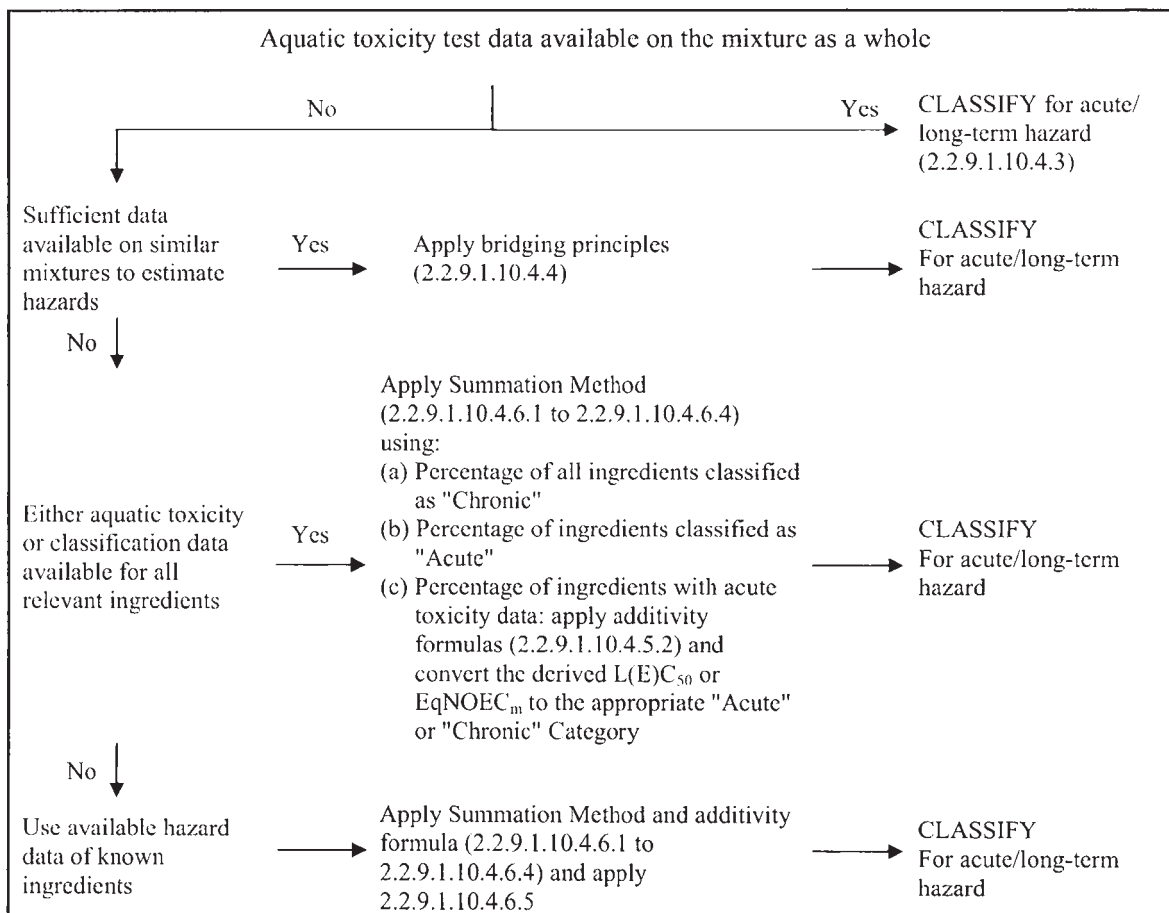 Aquatic toxicity test data available on the mixture as a whole
No
Yes
CLASSIFY for acute/
long-term hazard
(2.2.9.1.10.4.3)
Sufficient data
available on similar
mixtures to estimate
hazards
Yes
Apply bridging principles
(2.2.9.1.10.4.4)
CLASSIFY
For acute/long-term
hazard
No
Either aquatic toxicity
or classification data
available for all
relevant ingredients
Yes
Apply Summation Method
(2.2.9.1.10.4.6.1 to 2.2.9.1.10.4.6.4)
using:
(a) Percentage of all ingredients classified
as "Chronic"
(b) Percentage of ingredients classified as
"Acute"
(c) Percentage of ingredients with acute
toxicity data: apply additivity
formulas (2.2.9.1.10.4.5.2) and
convert the derived L(E)C₅₀ or
EqNOECₘ to the appropriate "Acute"
or "Chronic" Category
CLASSIFY
For acute/long-term
hazard
No
Use available hazard
data of known
ingredients
Apply Summation Method and additivity
formula (2.2.9.1.10.4.6.1 to
2.2.9.1.10.4.6.4) and apply
2.2.9.1.10.4.6.5
CLASSIFY
For acute/long-term
hazard